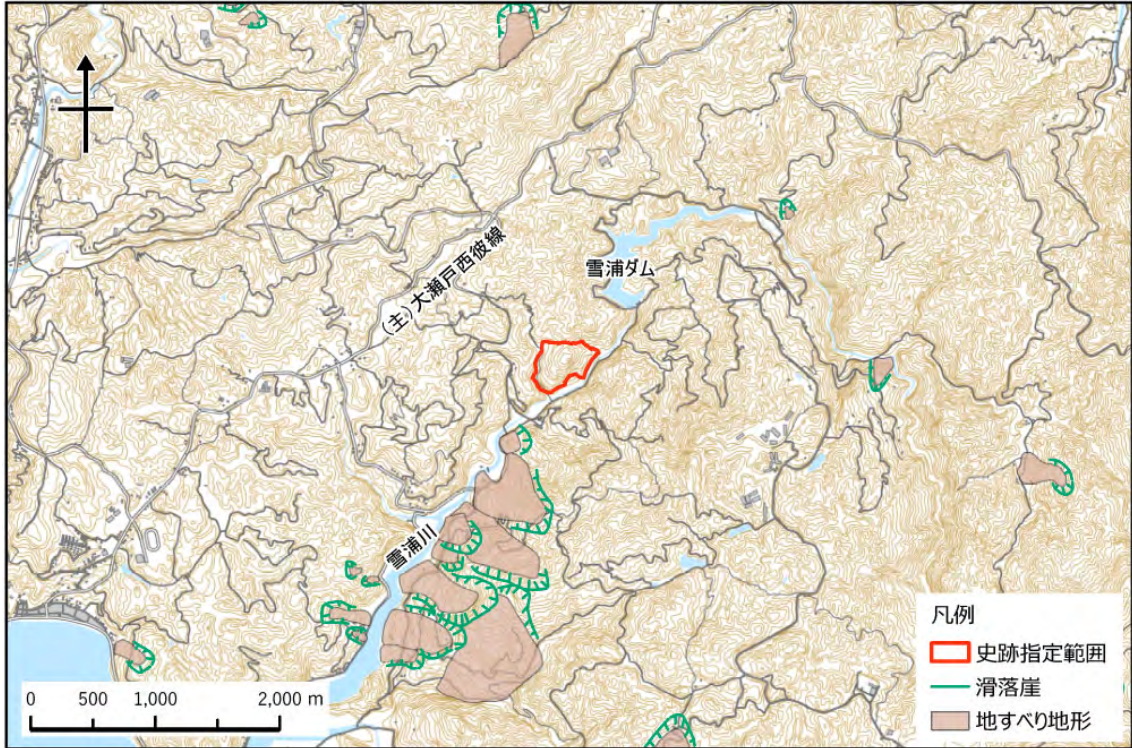 (主)大瀬戸西彼線
雪浦ダム
雪浦川
凡例
史跡指定範囲
滑落崖
地すべり地形
0 500 1,000 2,000 m